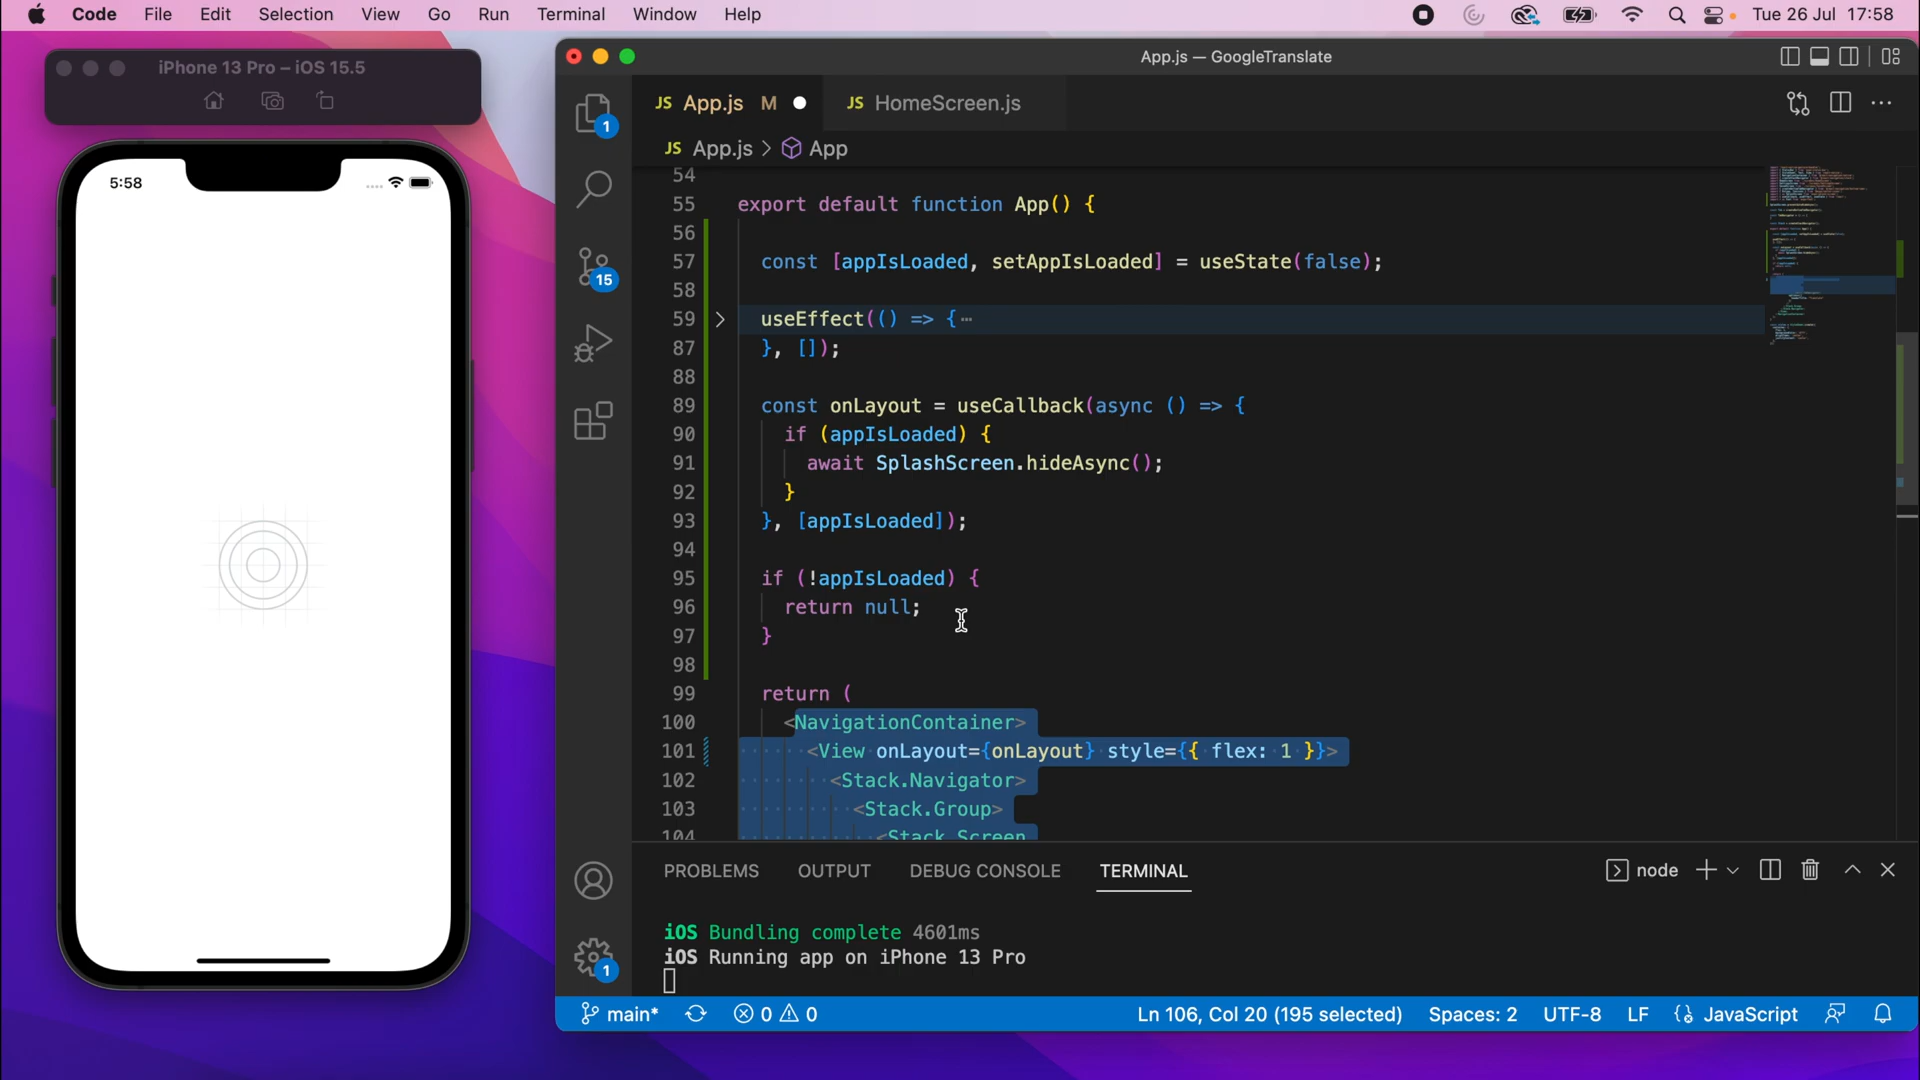 Code File Edit Selection View Go Run Terminal Window Help Tue 26 Jul 17:58
iPhone 13 Pro – iOS 15.5
5:58
App.js — GoogleTranslate
JS App.js M JS HomeScreen.js
JS App.js > App
54
55 export default function App() {
56
57 const [appIsLoaded, setAppIsLoaded] = useState(false);
58
59 useEffect(() => {⋯
87 }, []);
88
89 const onLayout = useCallback(async () => {
90 if (appIsLoaded) {
91 await SplashScreen.hideAsync();
92 }
93 }, [appIsLoaded]);
94
95 if (!appIsLoaded) {
96 return null;
97 }
98
99 return (
100 <NavigationContainer>
101 <View onLayout={onLayout} style={{ flex: 1 }}>
102 <Stack.Navigator>
103 <Stack.Group>
104 <Stack.Screen
1
15
1
PROBLEMS OUTPUT DEBUG CONSOLE TERMINAL node
iOS Bundling complete 4601ms
iOS Running app on iPhone 13 Pro
main* 0 0 Ln 106, Col 20 (195 selected) Spaces: 2 UTF-8 LF JavaScript